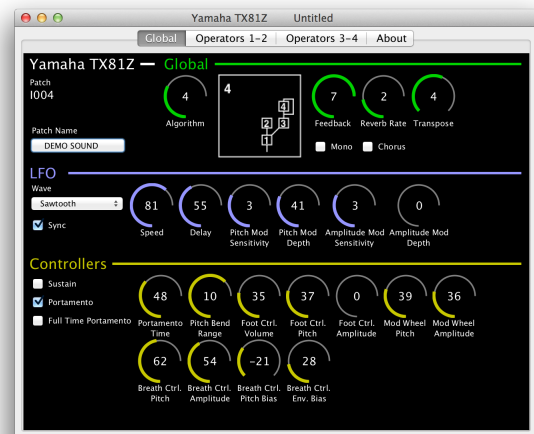 Yamaha TX81Z Untitled
Global Operators 1-2 Operators 3-4 About
Yamaha TX81Z — Global
Patch
I004
Patch Name
DEMO SOUND
4
Algorithm
4
4
2 3
1
7
Feedback
2
Reverb Rate
4
Transpose
Mono Chorus
LFO
Wave
Sawtooth
Sync
81
Speed
55
Delay
3
Pitch Mod
Sensitivity
41
Pitch Mod
Depth
3
Amplitude Mod
Sensitivity
0
Amplitude Mod
Depth
Controllers
Sustain
Portamento
Full Time Portamento
48
Portamento
Time
10
Pitch Bend
Range
35
Foot Ctrl.
Volume
37
Foot Ctrl.
Pitch
0
Foot Ctrl.
Amplitude
39
Mod Wheel
Pitch
36
Mod Wheel
Amplitude
62
Breath Ctrl.
Pitch
54
Breath Ctrl.
Amplitude
-21
Breath Ctrl.
Pitch Bias
28
Breath Ctrl.
Env. Bias